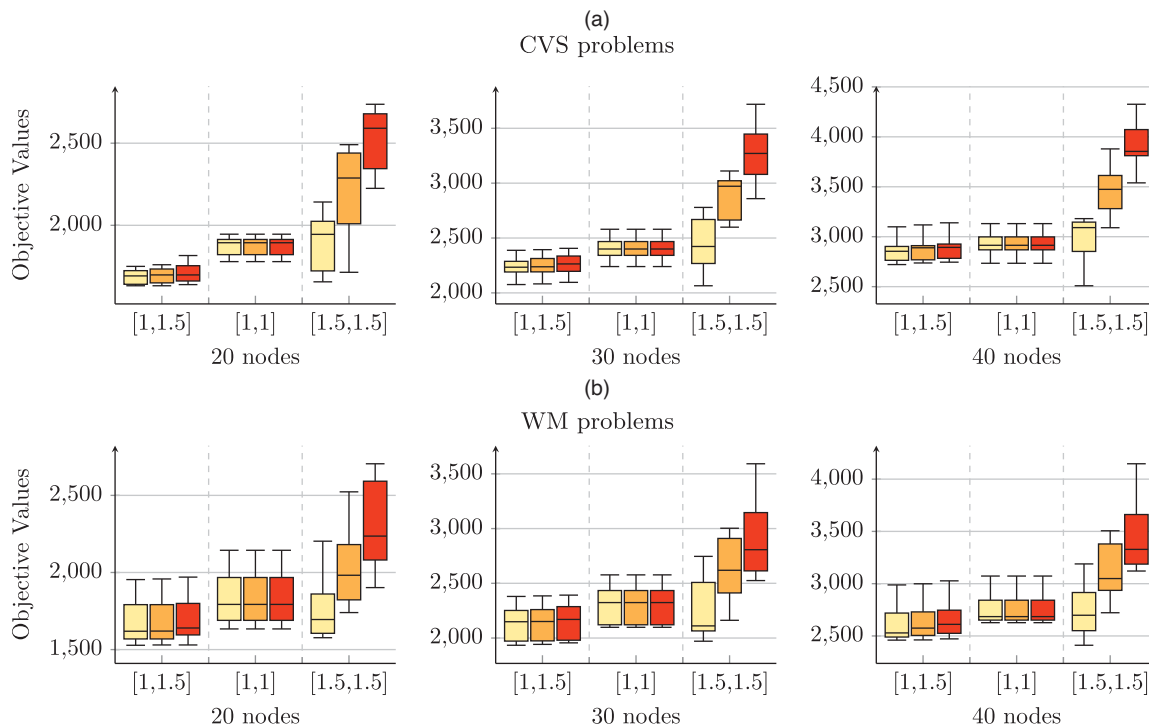 (a)
CVS problems
Objective Values
2,500
2,000
[1,1.5] [1,1] [1.5,1.5]
20 nodes
3,500
3,000
2,500
2,000
[1,1.5] [1,1] [1.5,1.5]
30 nodes
4,500
4,000
3,500
3,000
2,500
[1,1.5] [1,1] [1.5,1.5]
40 nodes
(b)
WM problems
Objective Values
2,500
2,000
1,500
[1,1.5] [1,1] [1.5,1.5]
20 nodes
3,500
3,000
2,500
2,000
[1,1.5] [1,1] [1.5,1.5]
30 nodes
4,000
3,500
3,000
2,500
[1,1.5] [1,1] [1.5,1.5]
40 nodes